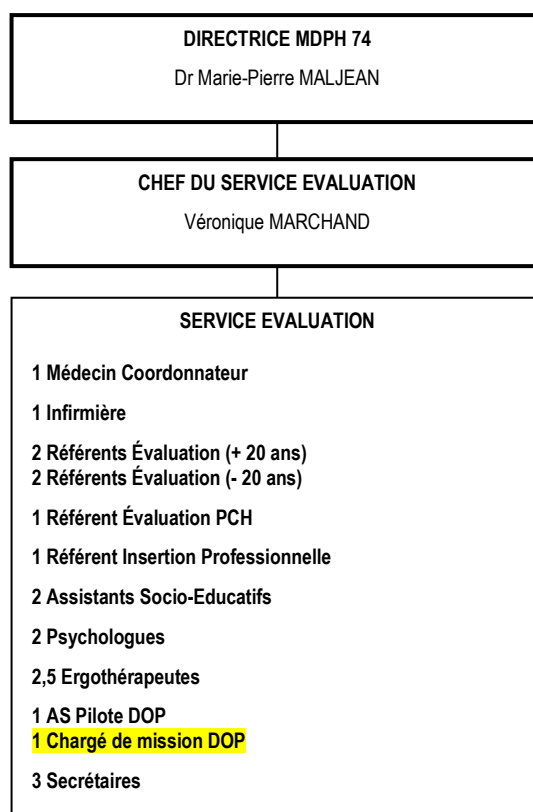 DIRECTRICE MDPH 74
Dr Marie-Pierre MALJEAN
CHEF DU SERVICE EVALUATION
Véronique MARCHAND
SERVICE EVALUATION
1 Médecin Coordonnateur
1 Infirmière
2 Référents Évaluation (+ 20 ans)
2 Référents Évaluation (- 20 ans)
1 Référent Évaluation PCH
1 Référent Insertion Professionnelle
2 Assistants Socio-Educatifs
2 Psychologues
2,5 Ergothérapeutes
1 AS Pilote DOP
1 Chargé de mission DOP
3 Secrétaires